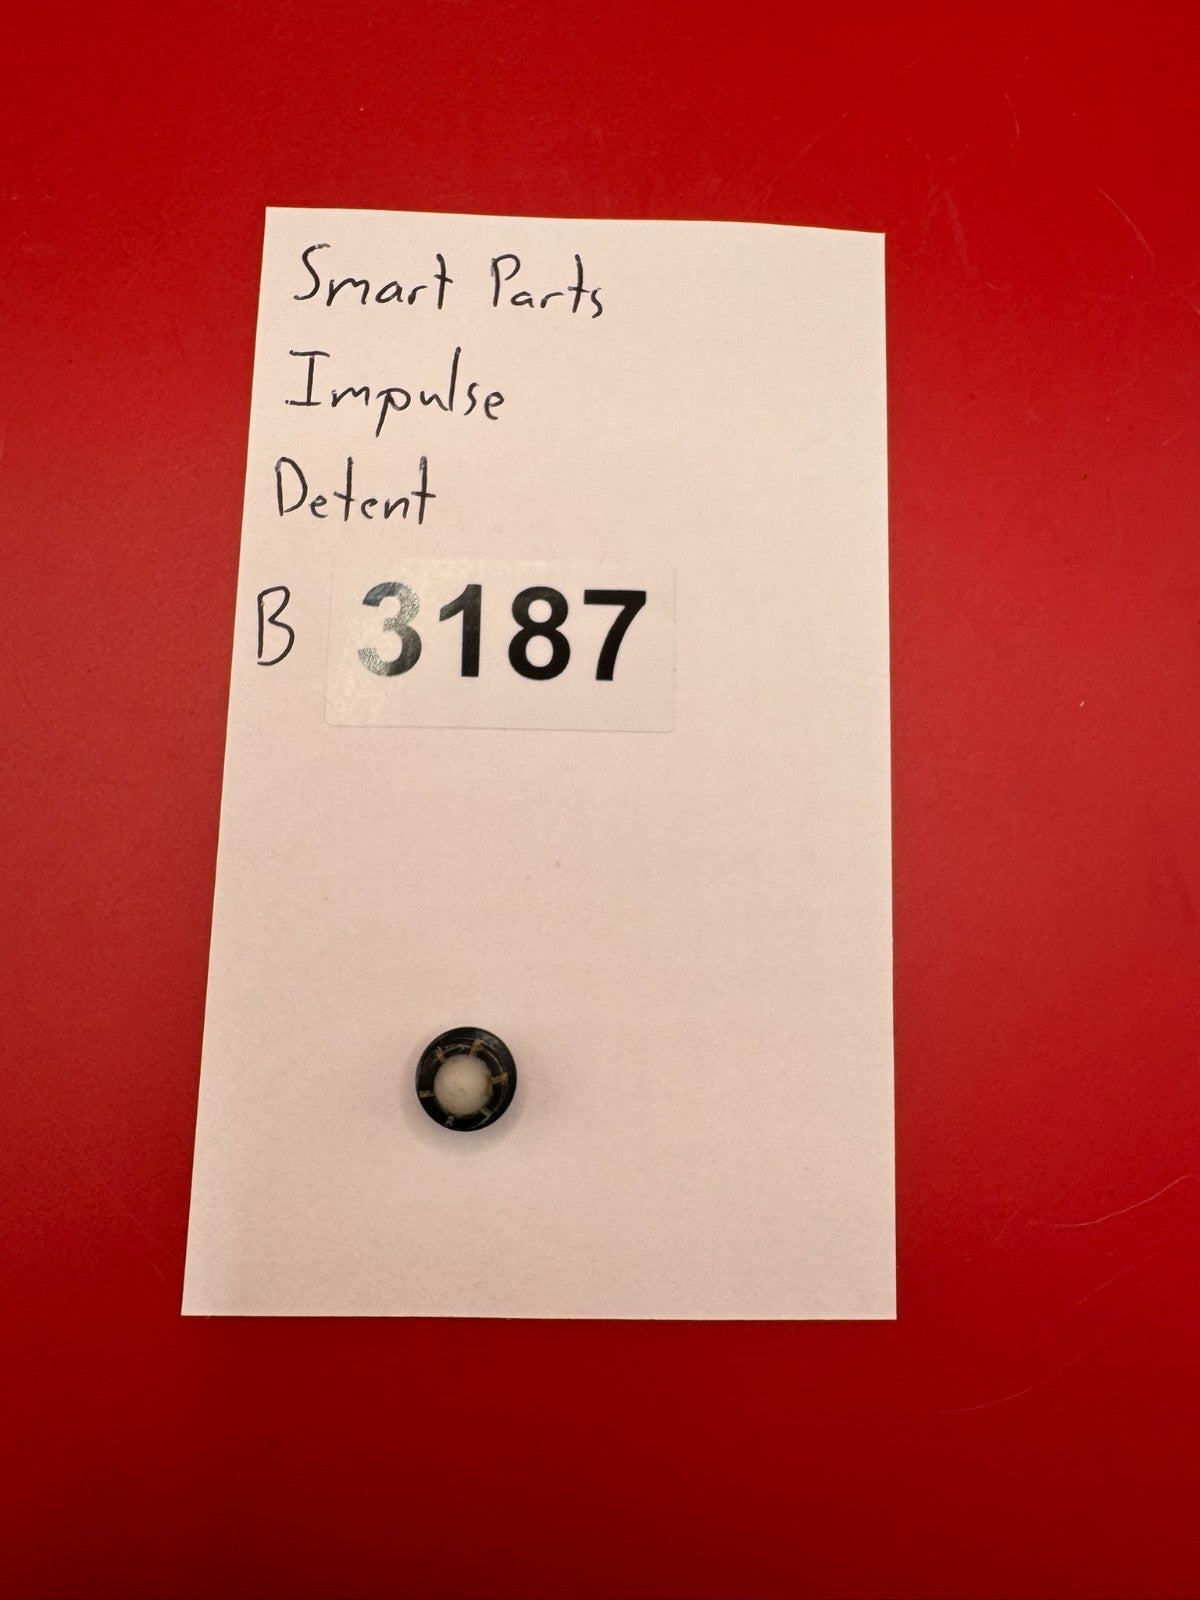 Smart Parts
Impulse
Detent
B 3187